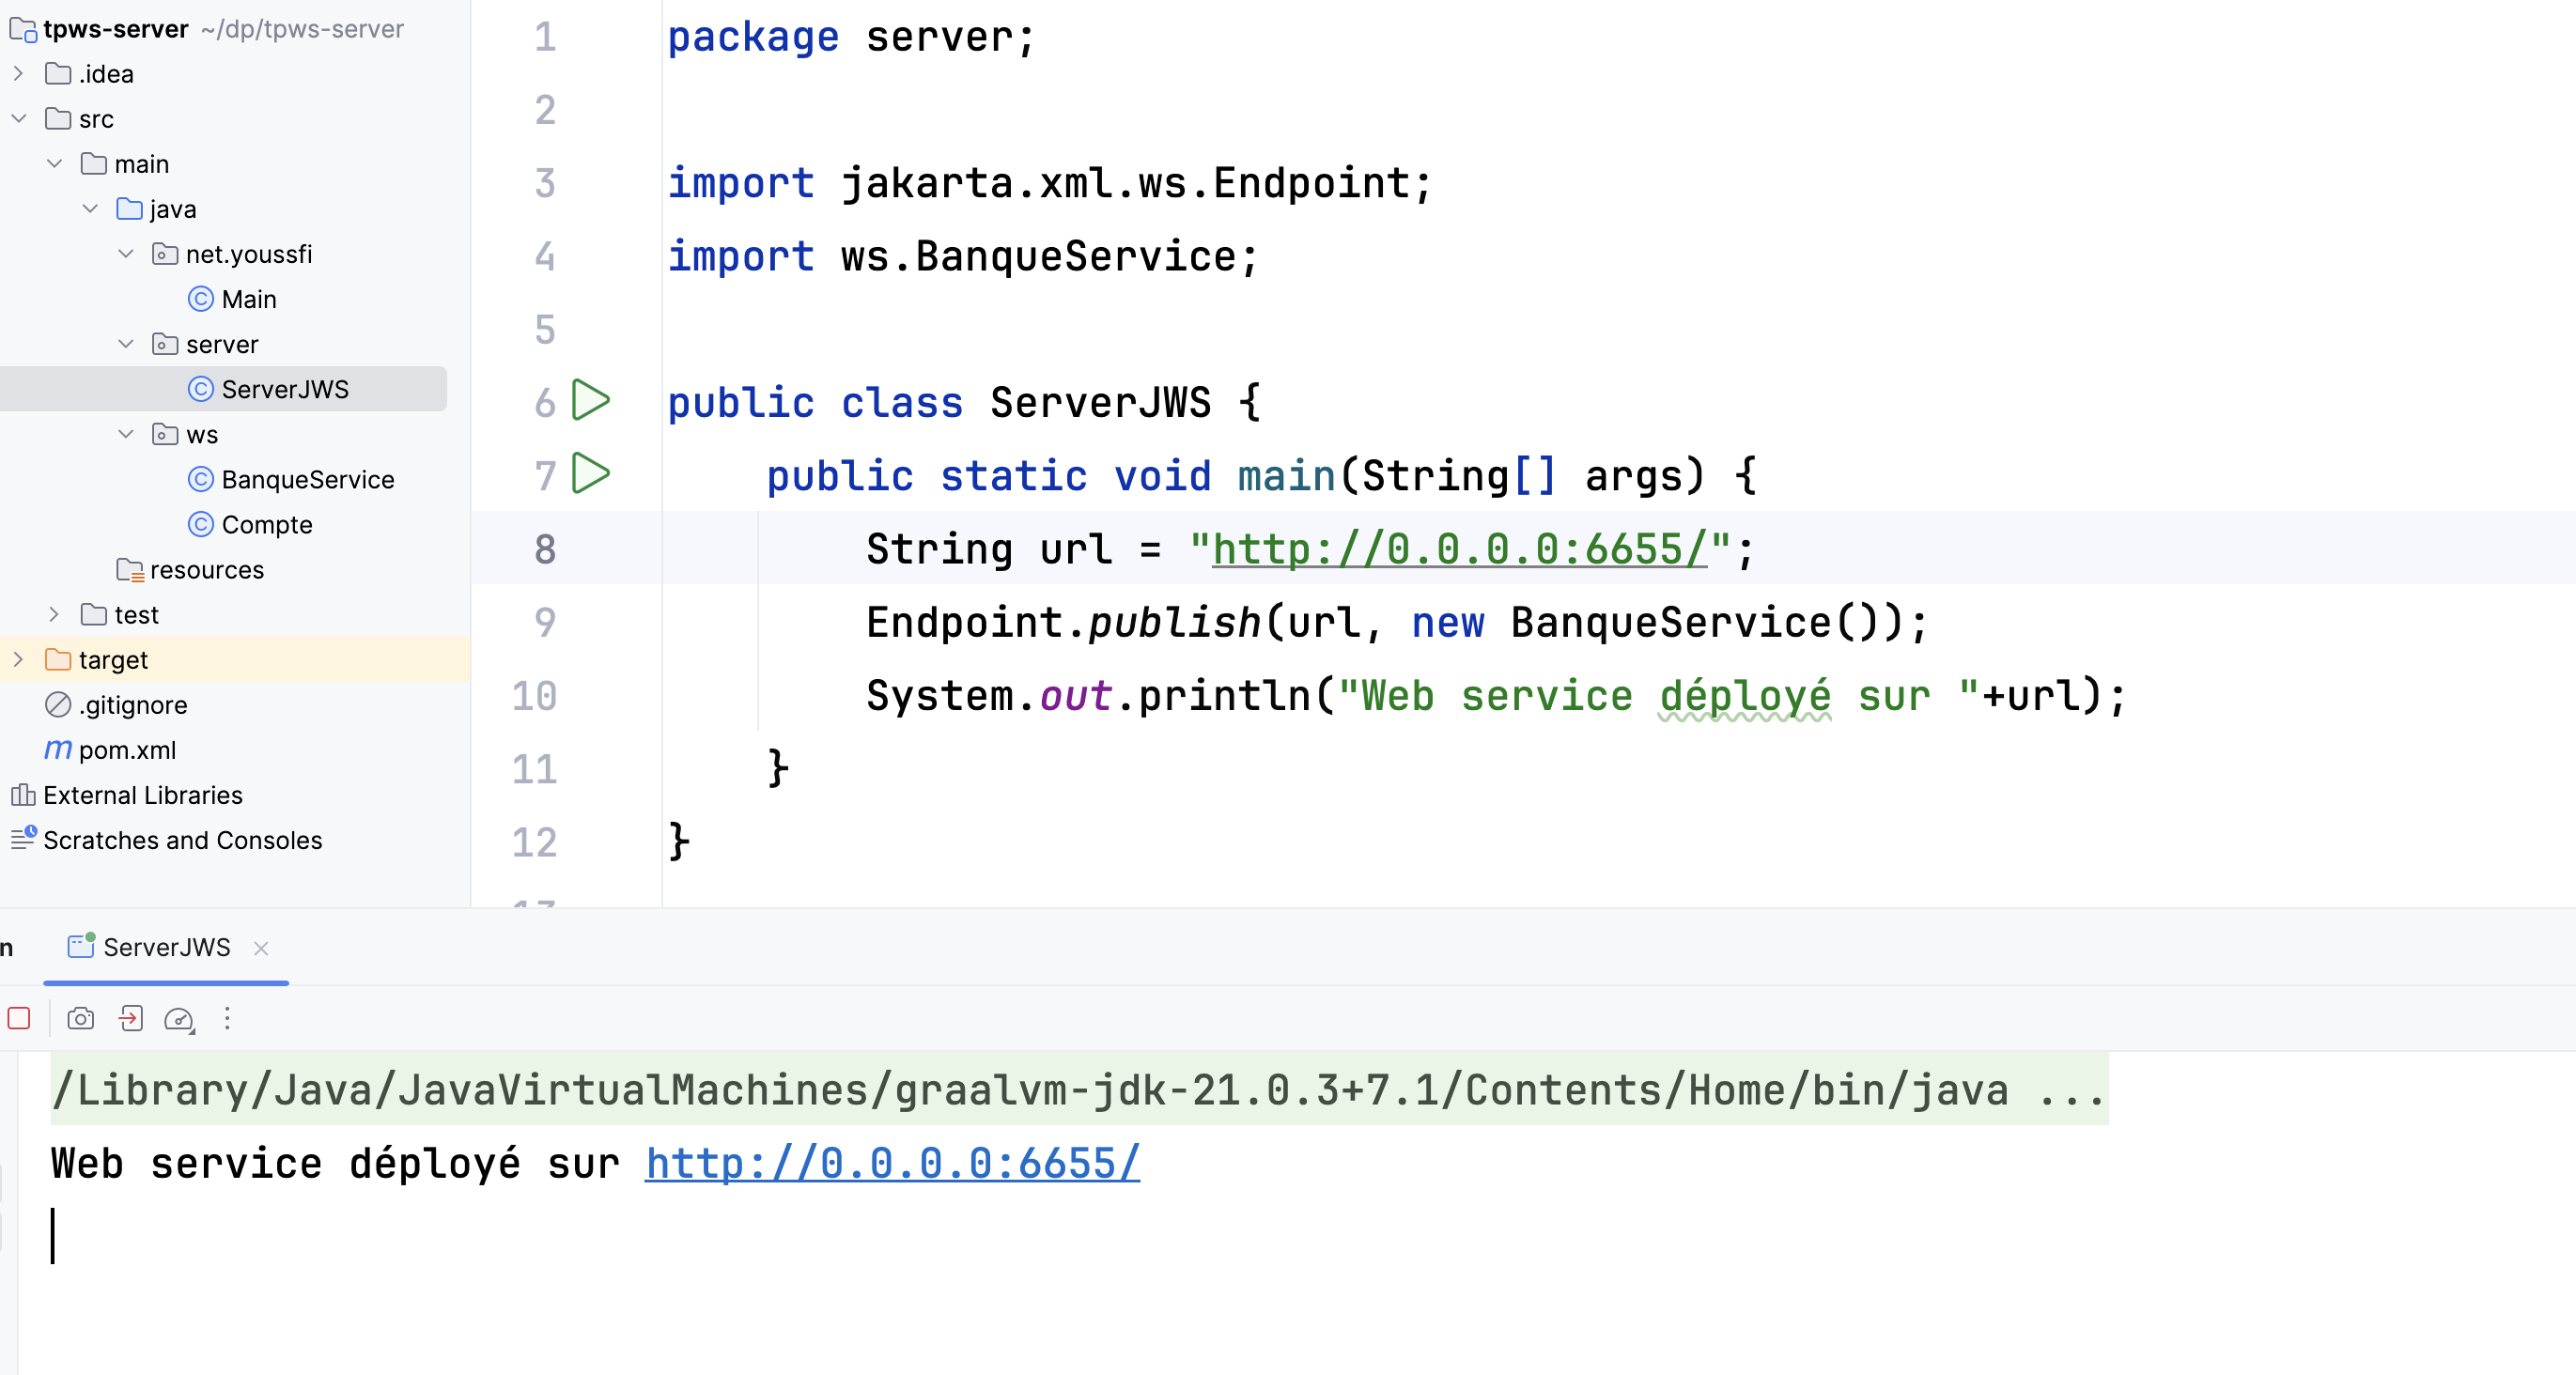 tpws-server ~/dp/tpws-server
.idea
src
main
java
net.youssfi
Main
server
ServerJWS
ws
BanqueService
Compte
resources
test
target
.gitignore
pom.xml
External Libraries
Scratches and Consoles
1 package server;
2
3 import jakarta.xml.ws.Endpoint;
4 import ws.BanqueService;
5
6 public class ServerJWS {
7 public static void main(String[] args) {
8 String url = "http://0.0.0.0:6655/";
9 Endpoint.publish(url, new BanqueService());
10 System.out.println("Web service déployé sur "+url);
11 }
12 }
n ServerJWS
/Library/Java/JavaVirtualMachines/graalvm-jdk-21.0.3+7.1/Contents/Home/bin/java ...
Web service déployé sur http://0.0.0.0:6655/